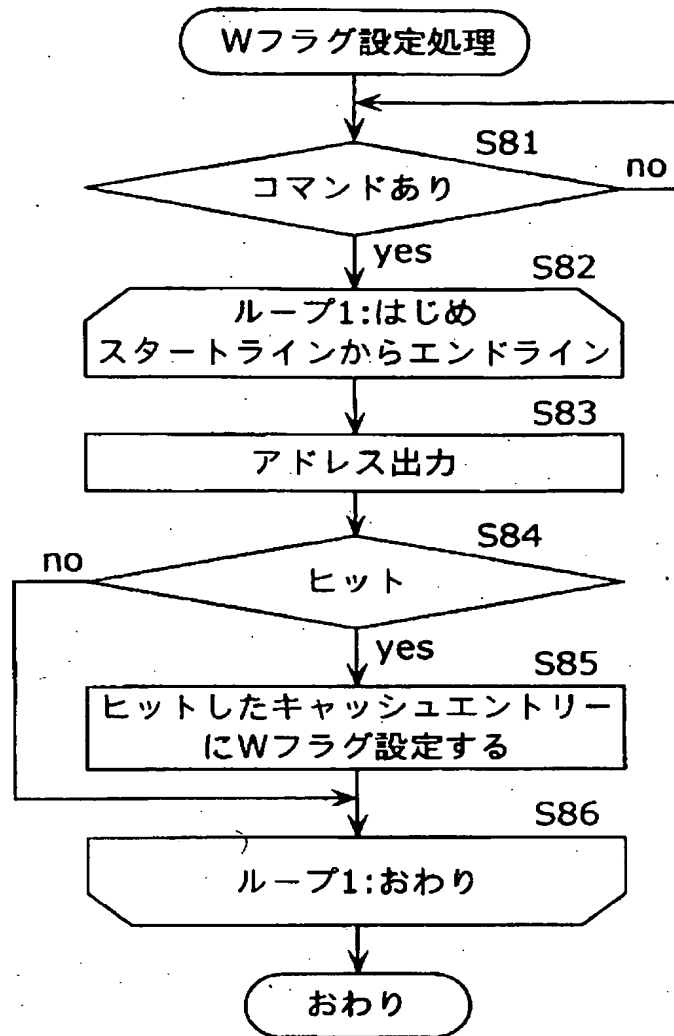 Wフラグ設定処理
S81
コマンドあり
no
yes
S82
ループ1:はじめ
スタートラインからエンドライン
S83
アドレス出力
S84
no
ヒット
yes
S85
ヒットしたキャッシュエントリー
にWフラグ設定する
S86
ループ1:おわり
おわり